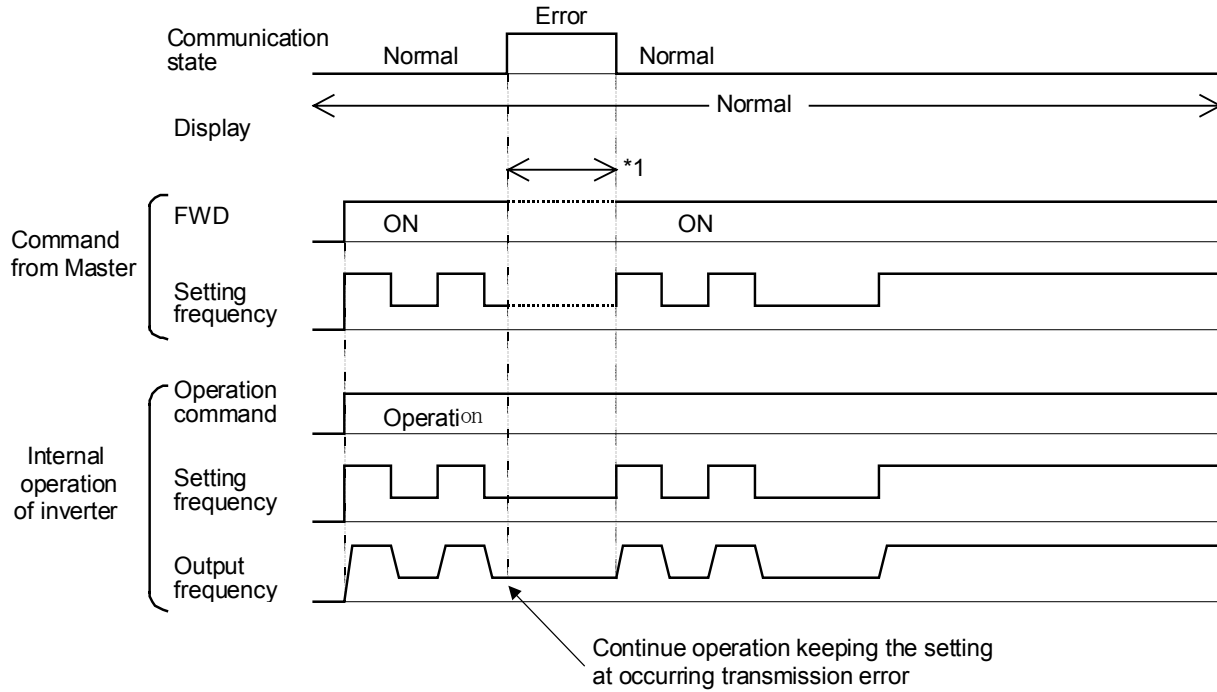 Error
Communication
state
Normal
Normal
Normal
Display
*1
Command
from Master
FWD
ON
ON
Setting
frequency
Internal
operation
of inverter
Operation
command
Operation
Setting
frequency
Output
frequency
Continue operation keeping the setting
at occurring transmission error